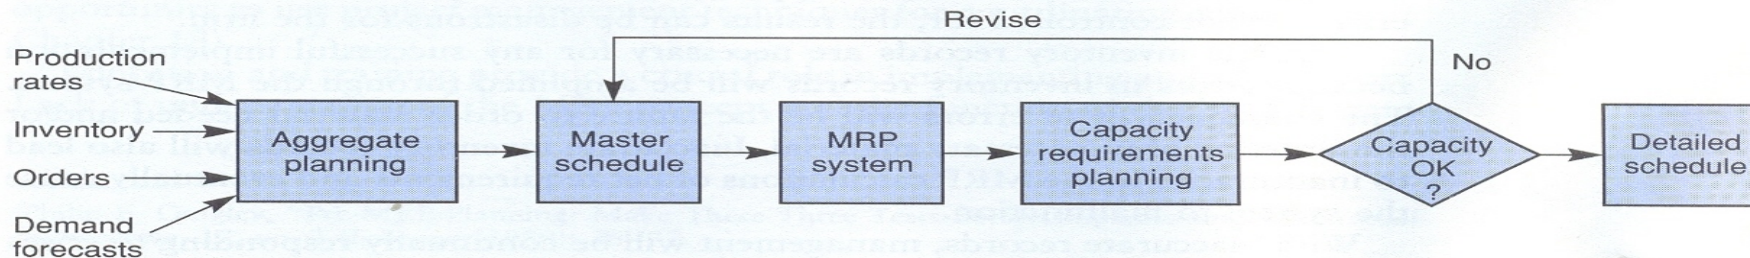 Revise
No
Production
rates
Inventory
Orders
Demand
forecasts
Aggregate
planning
Master
schedule
MRP
system
Capacity
requirements
planning
Capacity
OK
?
Detailed
schedule